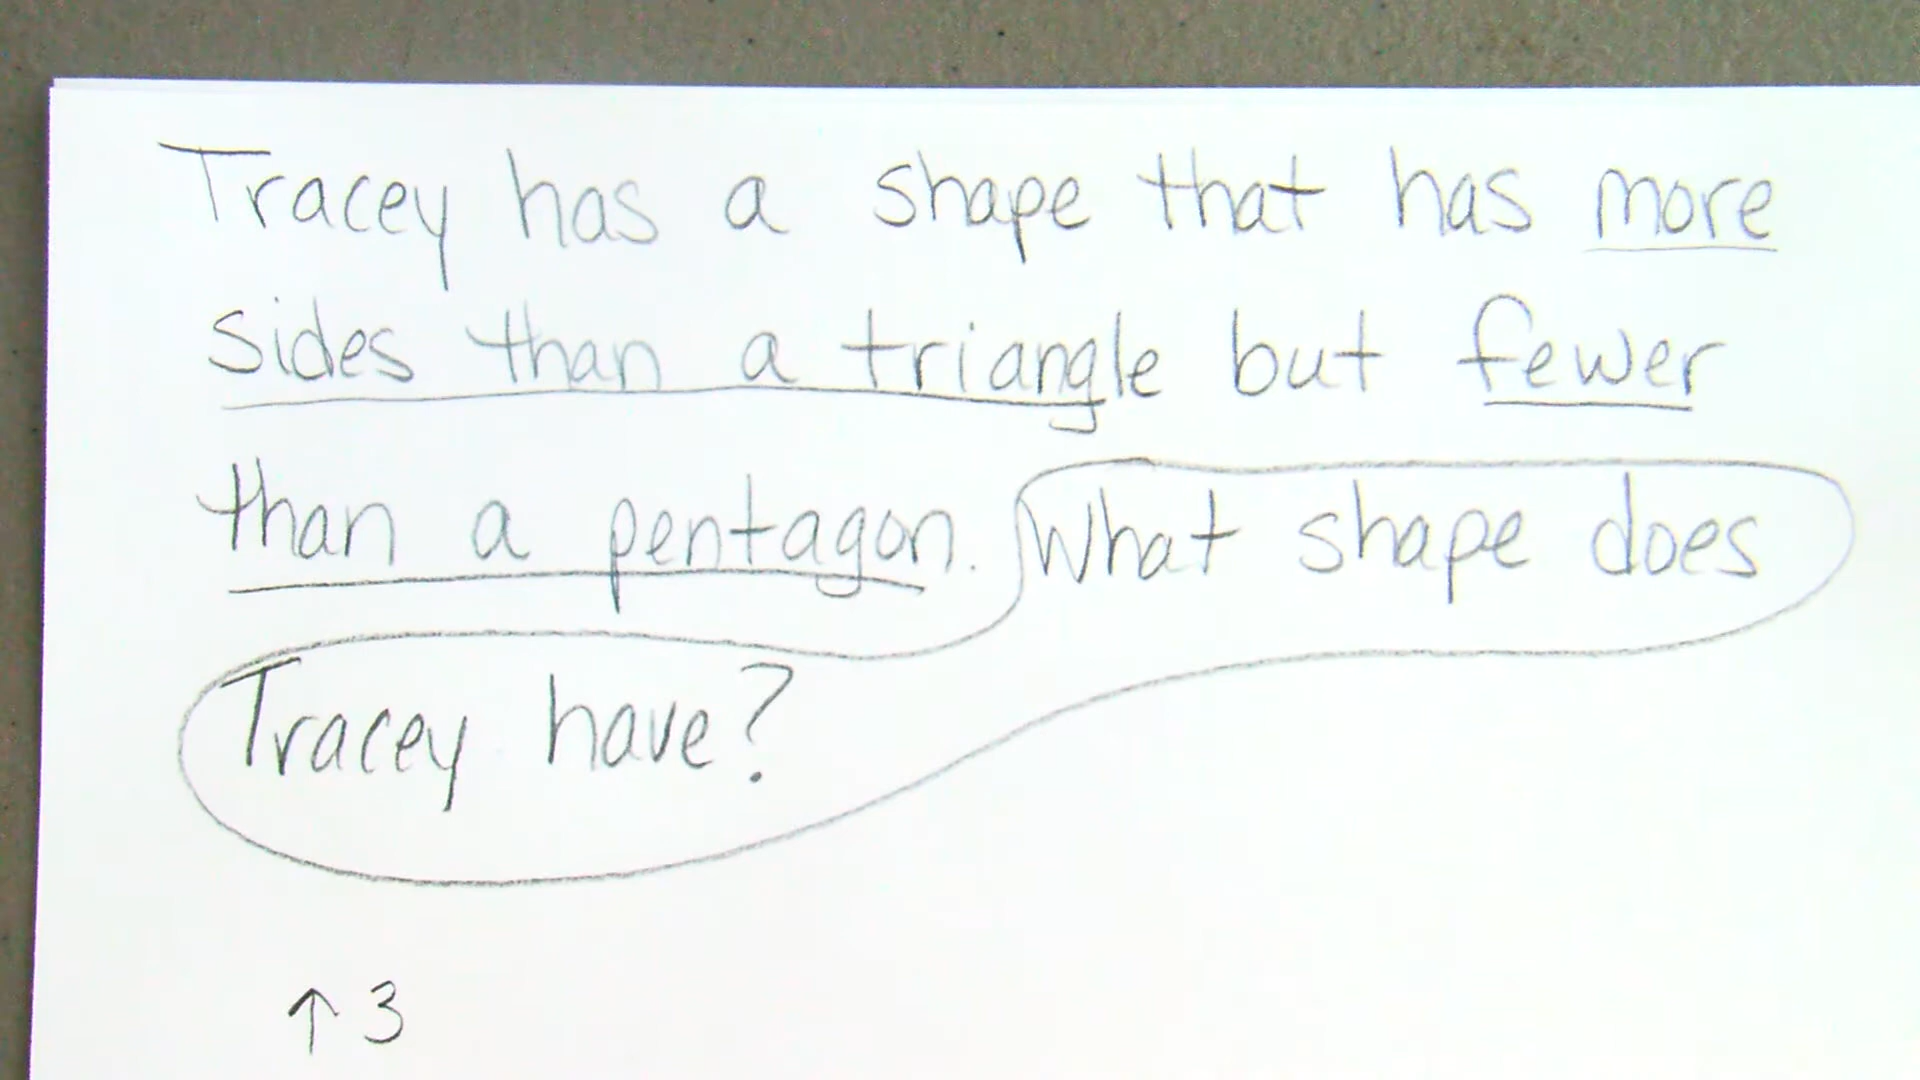 Tracey has a shape that has more
sides than a triangle but fewer
than a pentagon. What shape does
Tracey have?
↑ 3